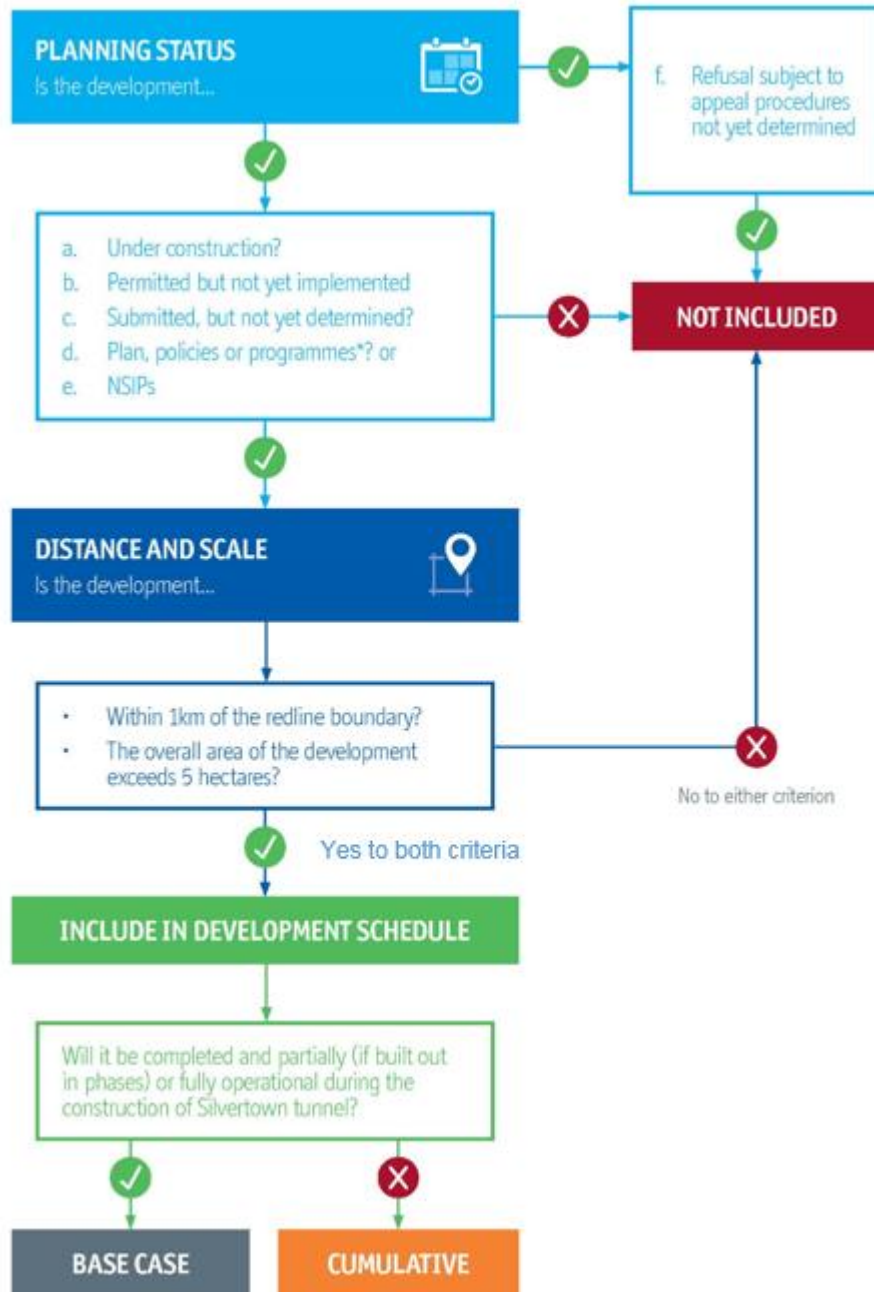 PLANNING STATUS
Is the development...
f. Refusal subject to
appeal procedures
not yet determined
a. Under construction?
b. Permitted but not yet implemented
c. Submitted, but not yet determined?
d. Plan, policies or programmes*? or
e. NSIPs
NOT INCLUDED
DISTANCE AND SCALE
Is the development...
• Within 1km of the redline boundary?
• The overall area of the development
exceeds 5 hectares?
No to either criterion
Yes to both criteria
INCLUDE IN DEVELOPMENT SCHEDULE
Will it be completed and partially (if built out
in phases) or fully operational during the
construction of Silvertown tunnel?
BASE CASE
CUMULATIVE